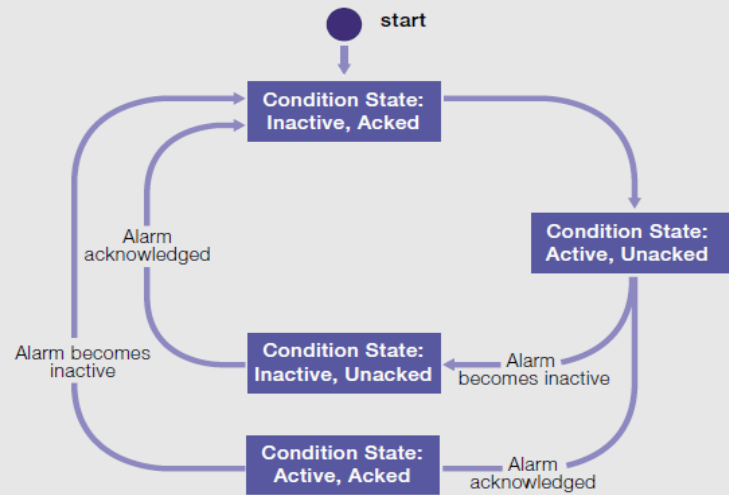 start
Condition State:
Inactive, Acked
Condition State:
Active, Unacked
Alarm
acknowledged
Condition State:
Inactive, Unacked
Alarm
becomes inactive
Alarm becomes
inactive
Condition State:
Active, Acked
Alarm
acknowledged